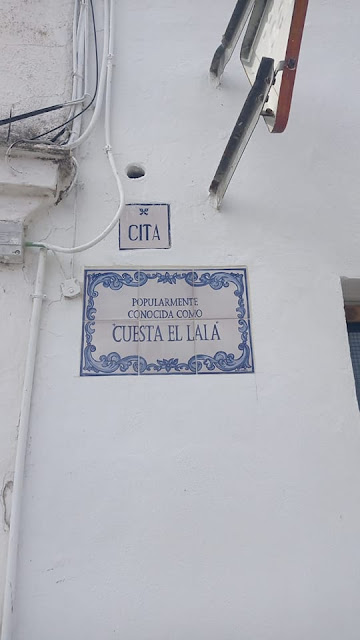 CITA
POPULARMENTE
CONOCIDA COMO
CUESTA EL LALÁ